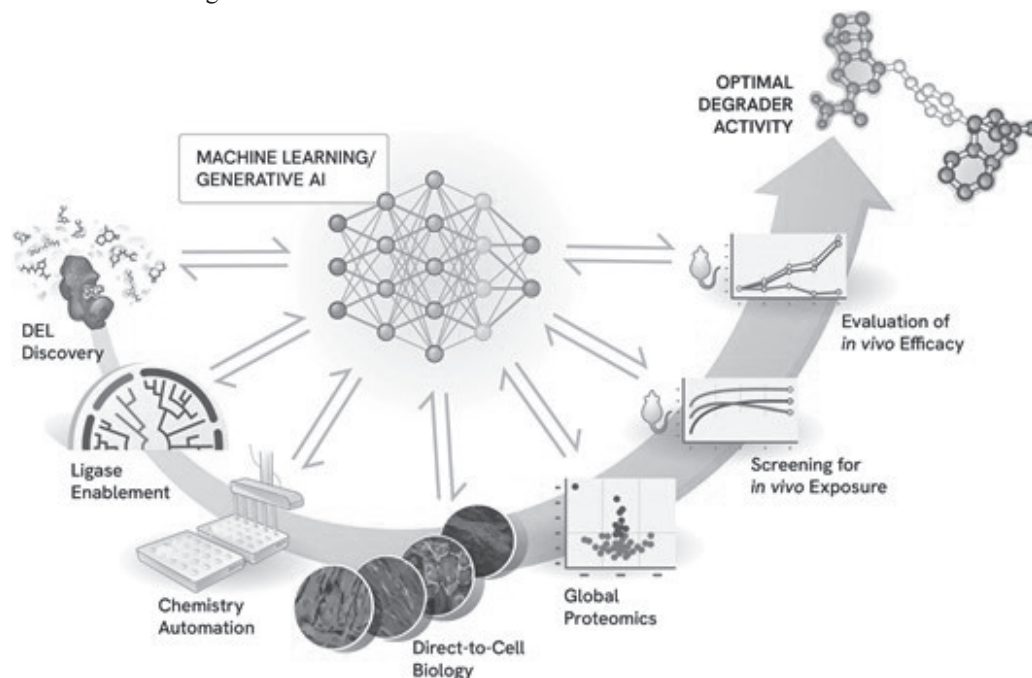 OPTIMAL
DEGRADER
ACTIVITY
MACHINE LEARNING/
GENERATIVE AI
DEL
Discovery
Ligase
Enablement
Chemistry
Automation
Direct-to-Cell
Biology
Global
Proteomics
Screening for
in vivo Exposure
Evaluation of
in vivo Efficacy